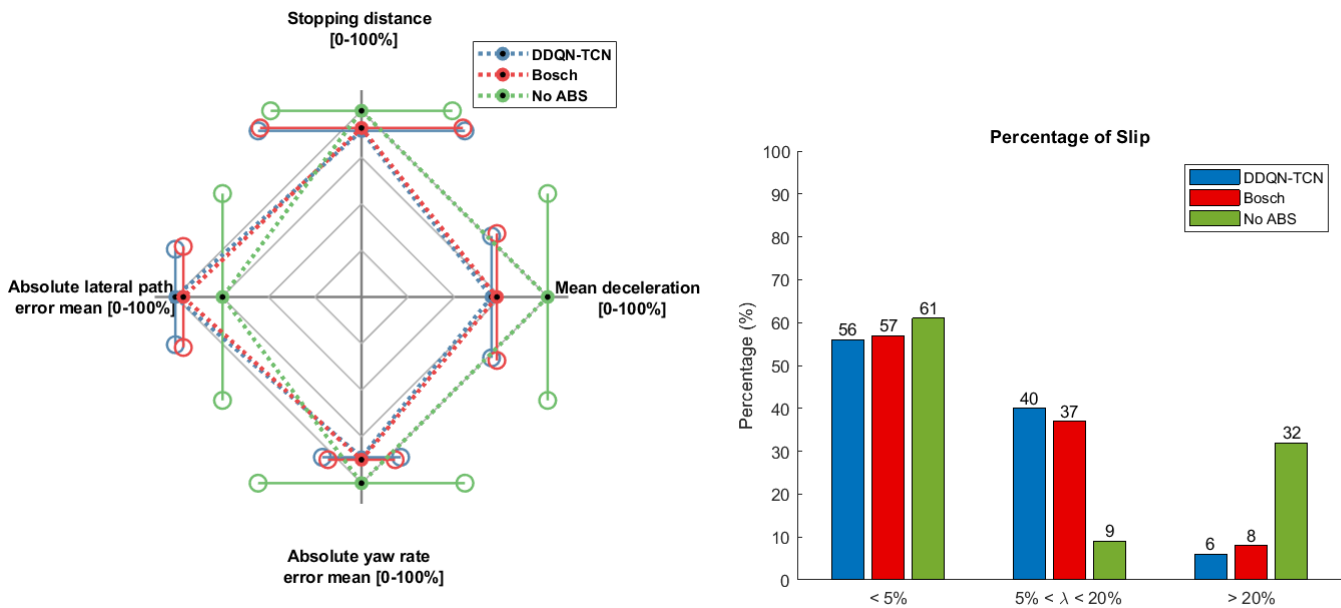 Stopping distance
[0-100%]
DDQN-TCN
Bosch
No ABS
Absolute lateral path
error mean [0-100%]
Mean deceleration
[0-100%]
Absolute yaw rate
error mean [0-100%]
Percentage of Slip
DDQN-TCN
Bosch
No ABS
Percentage (%)
100
90
80
70
60
50
40
30
20
10
0
56
57
61
40
37
9
6
8
32
< 5%
5% < λ < 20%
> 20%